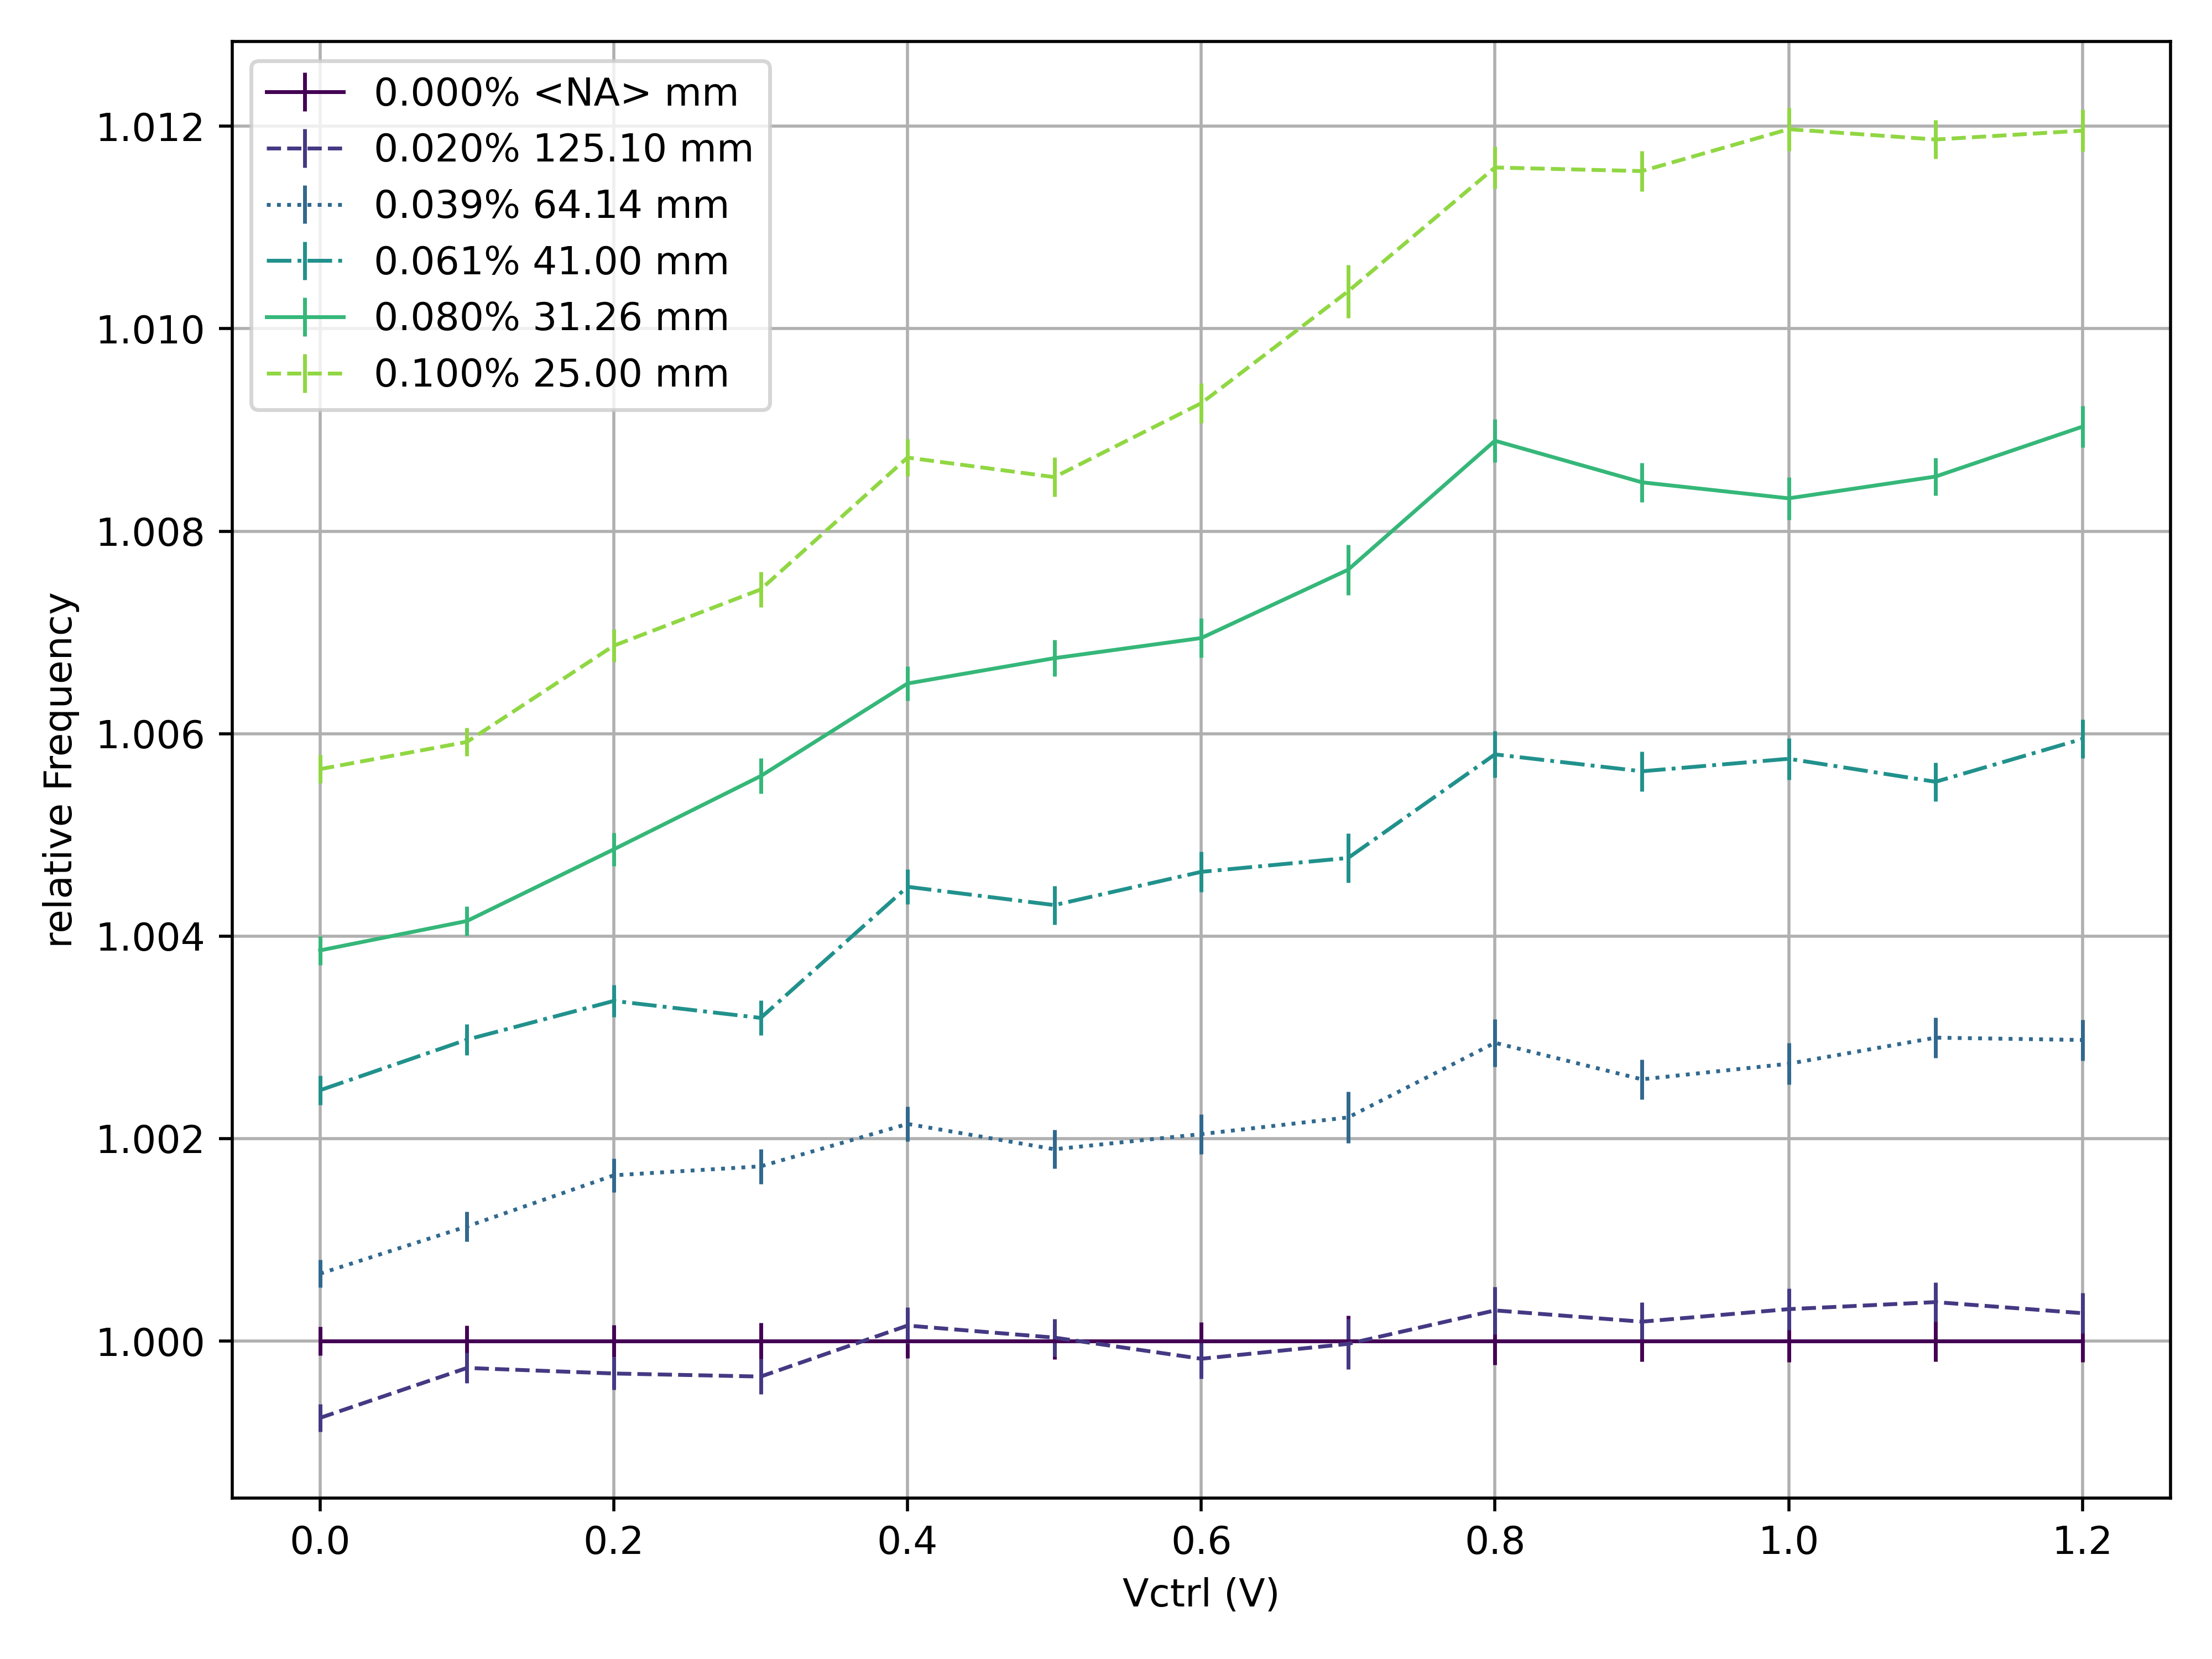 0.000% <NA> mm
0.020% 125.10 mm
0.039% 64.14 mm
0.061% 41.00 mm
0.080% 31.26 mm
0.100% 25.00 mm
1.012
1.010
1.008
1.006
1.004
1.002
1.000
relative Frequency
0.0 0.2 0.4 0.6 0.8 1.0 1.2
Vctrl (V)